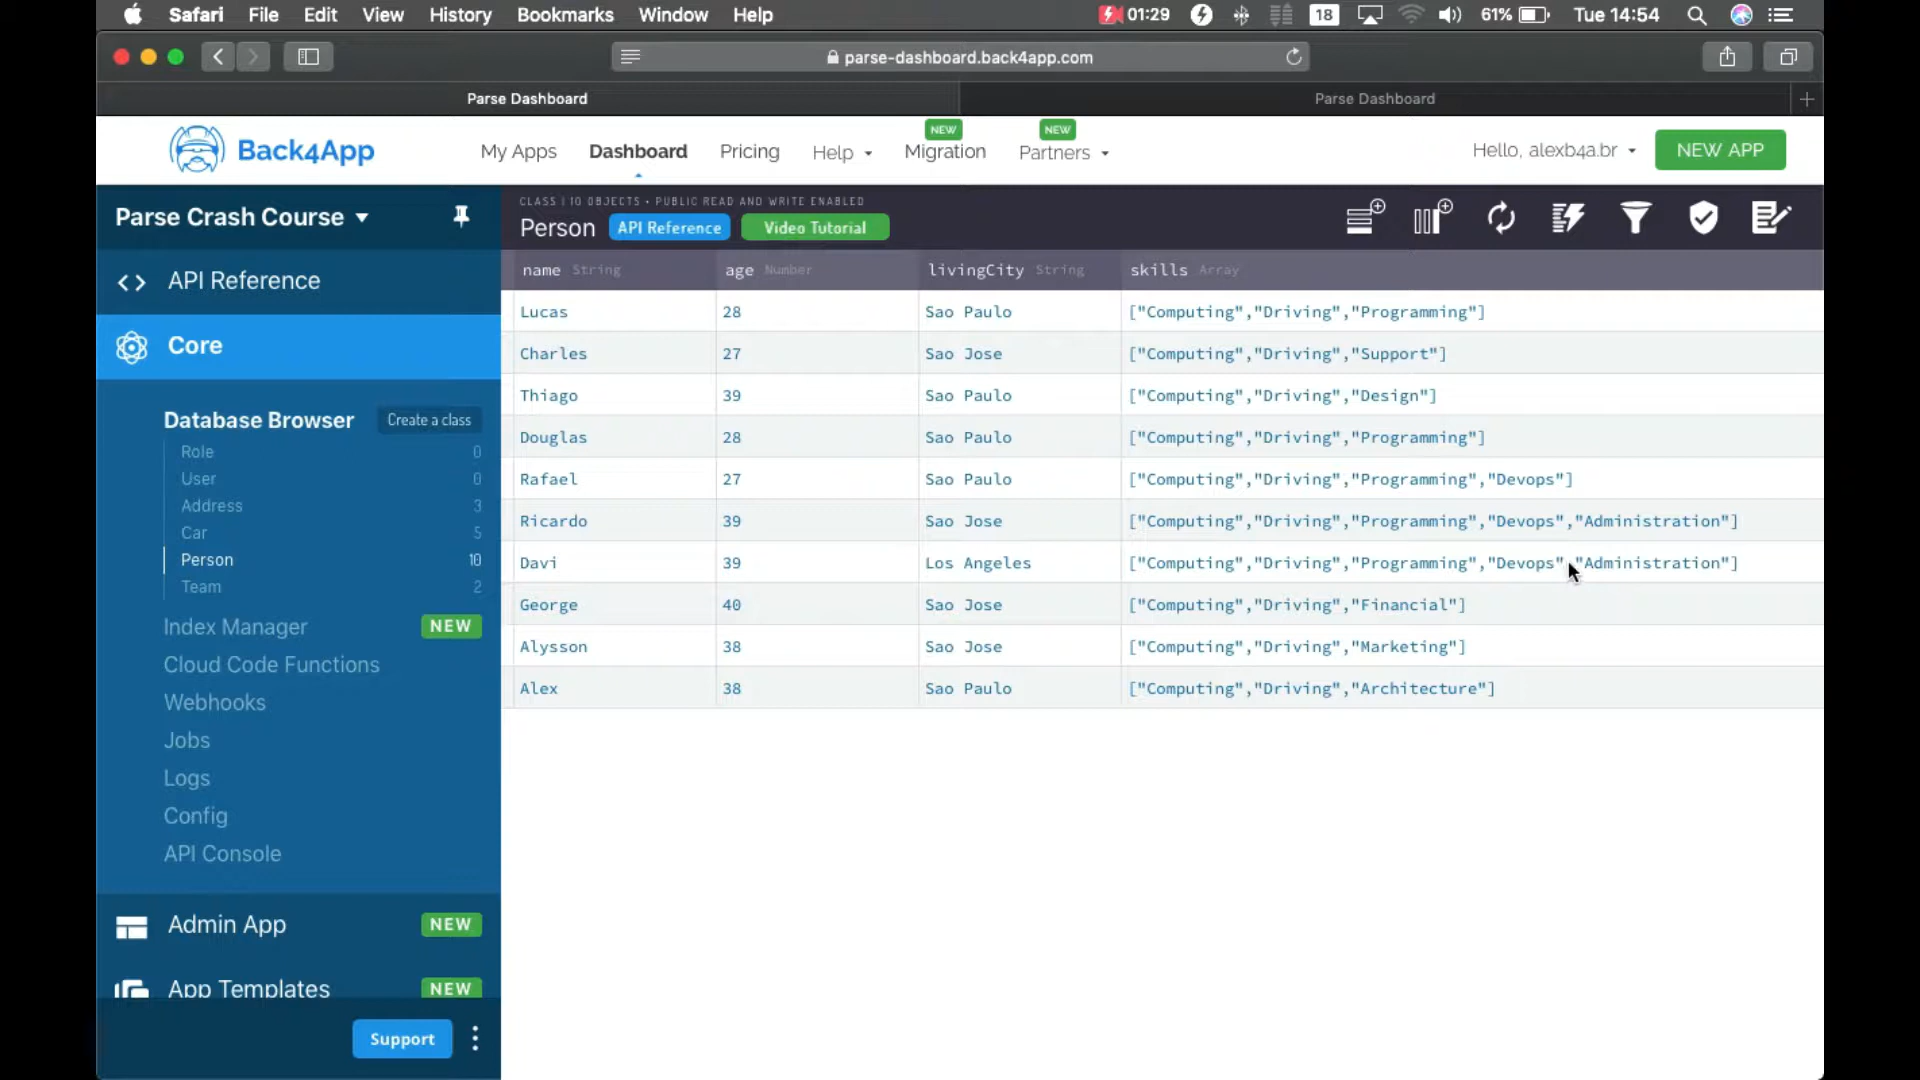 Safari File Edit View History Bookmarks Window Help 01:29 18 61% Tue 14:54
parse-dashboard.back4app.com
Parse Dashboard Parse Dashboard
Back4App My Apps Dashboard Pricing Help NEW Migration NEW Partners Hello, alexb4a.br NEW APP
Parse Crash Course
API Reference
Core
Database Browser Create a class
Role 0
User 0
Address 3
Car 5
Person 10
Team 2
Index Manager NEW
Cloud Code Functions
Webhooks
Jobs
Logs
Config
API Console
Admin App NEW
App Templates NEW
Support
CLASS | 10 OBJECTS • PUBLIC READ AND WRITE ENABLED
Person API Reference Video Tutorial
name String age Number livingCity String skills Array
Lucas 28 Sao Paulo ["Computing","Driving","Programming"]
Charles 27 Sao Jose ["Computing","Driving","Support"]
Thiago 39 Sao Paulo ["Computing","Driving","Design"]
Douglas 28 Sao Paulo ["Computing","Driving","Programming"]
Rafael 27 Sao Paulo ["Computing","Driving","Programming","Devops"]
Ricardo 39 Sao Jose ["Computing","Driving","Programming","Devops","Administration"]
Davi 39 Los Angeles ["Computing","Driving","Programming","Devops","Administration"]
George 40 Sao Jose ["Computing","Driving","Financial"]
Alysson 38 Sao Jose ["Computing","Driving","Marketing"]
Alex 38 Sao Paulo ["Computing","Driving","Architecture"]